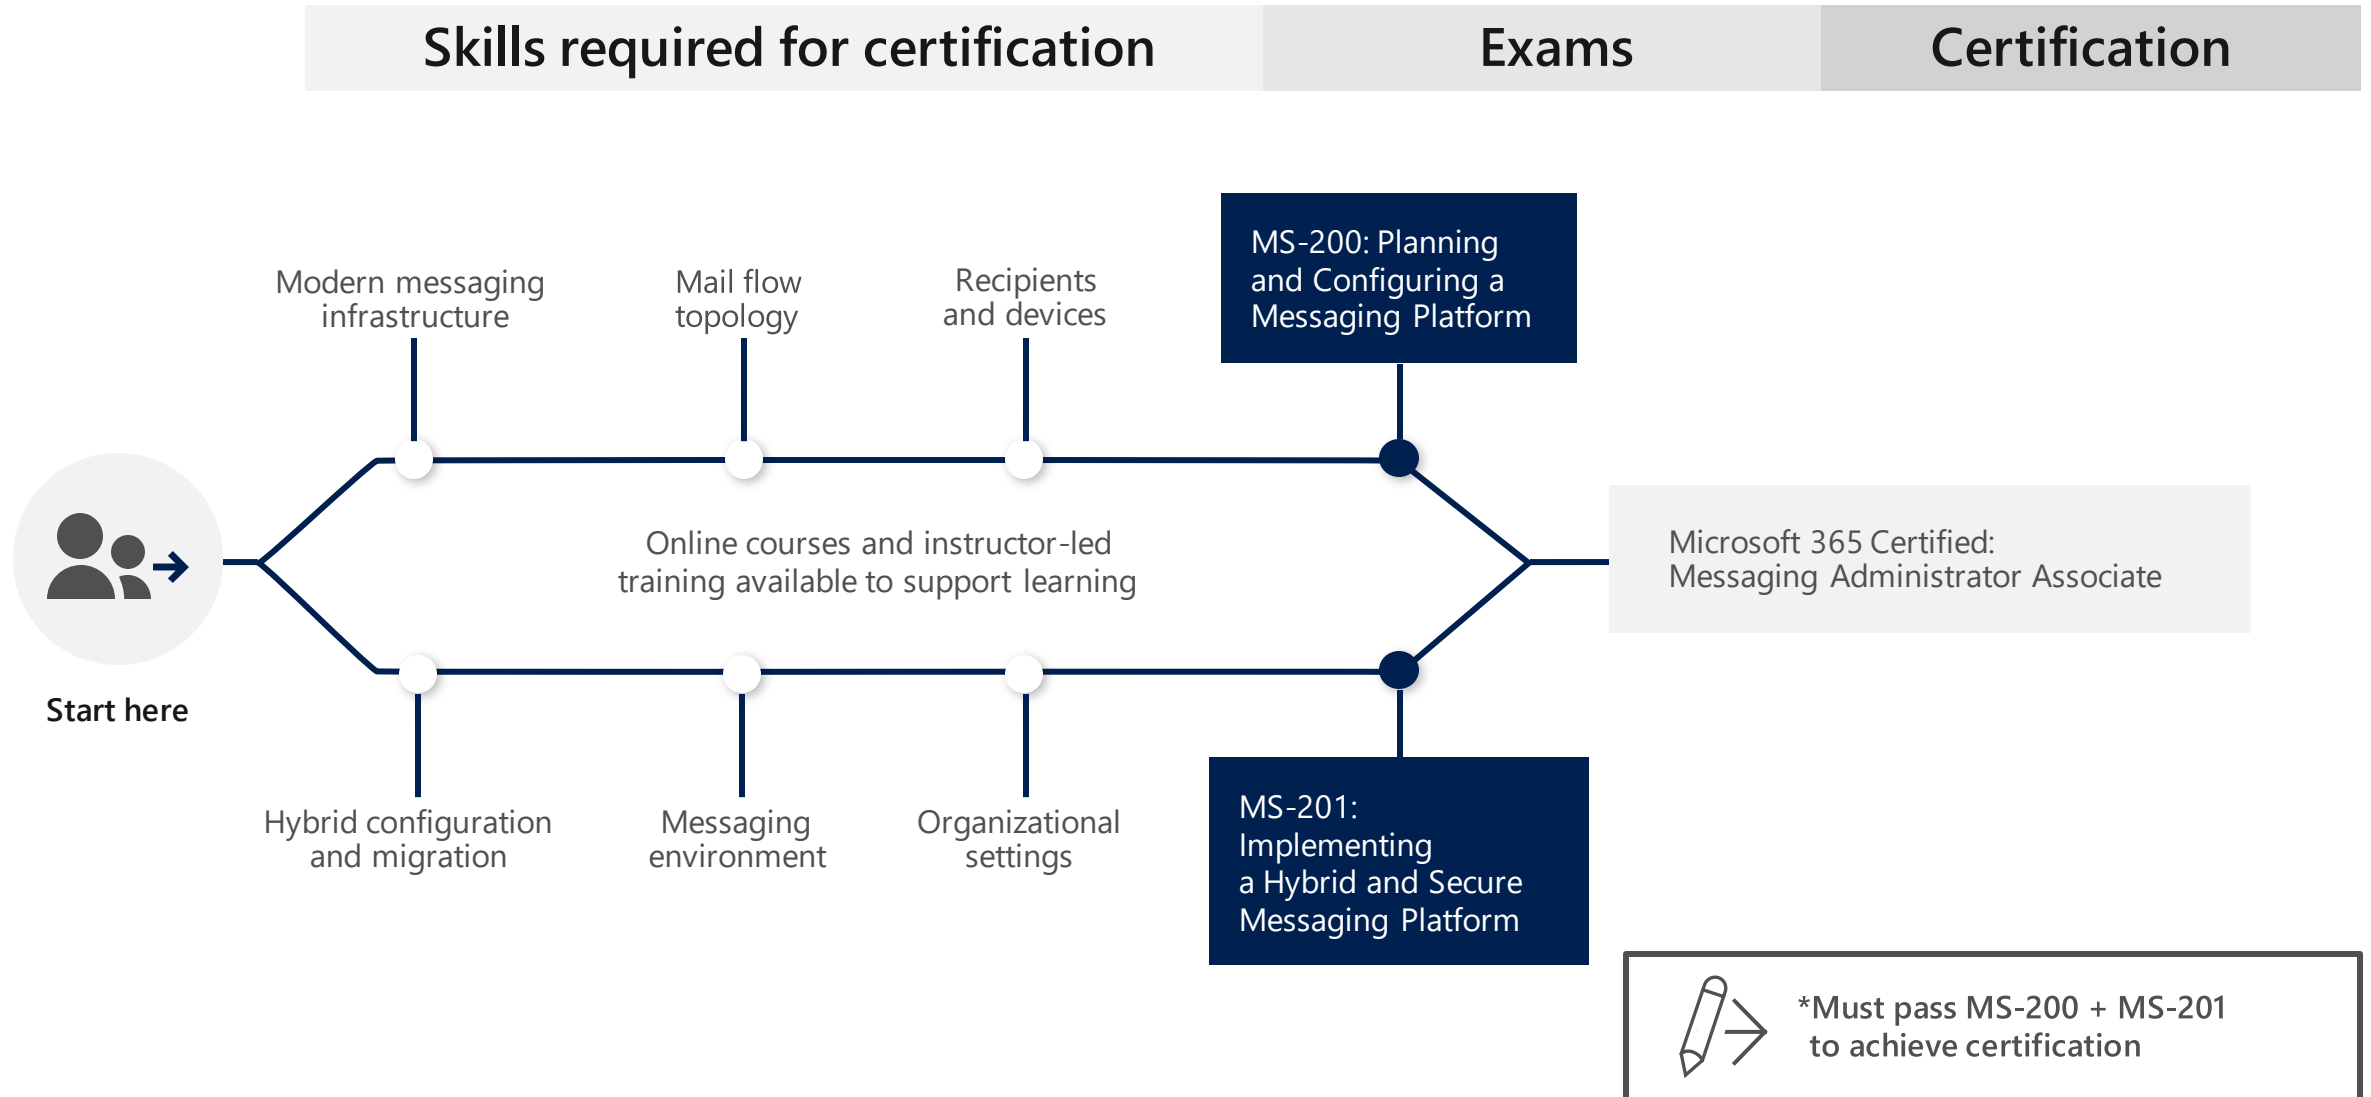 Skills required for certification
Exams
Certification
Modern messaging
infrastructure
Mail flow
topology
Recipients
and devices
MS-200: Planning
and Configuring a
Messaging Platform
Online courses and instructor-led
training available to support learning
Microsoft 365 Certified:
Messaging Administrator Associate
Start here
Hybrid configuration
and migration
Messaging
environment
Organizational
settings
MS-201:
Implementing
a Hybrid and Secure
Messaging Platform
*Must pass MS-200 + MS-201
to achieve certification